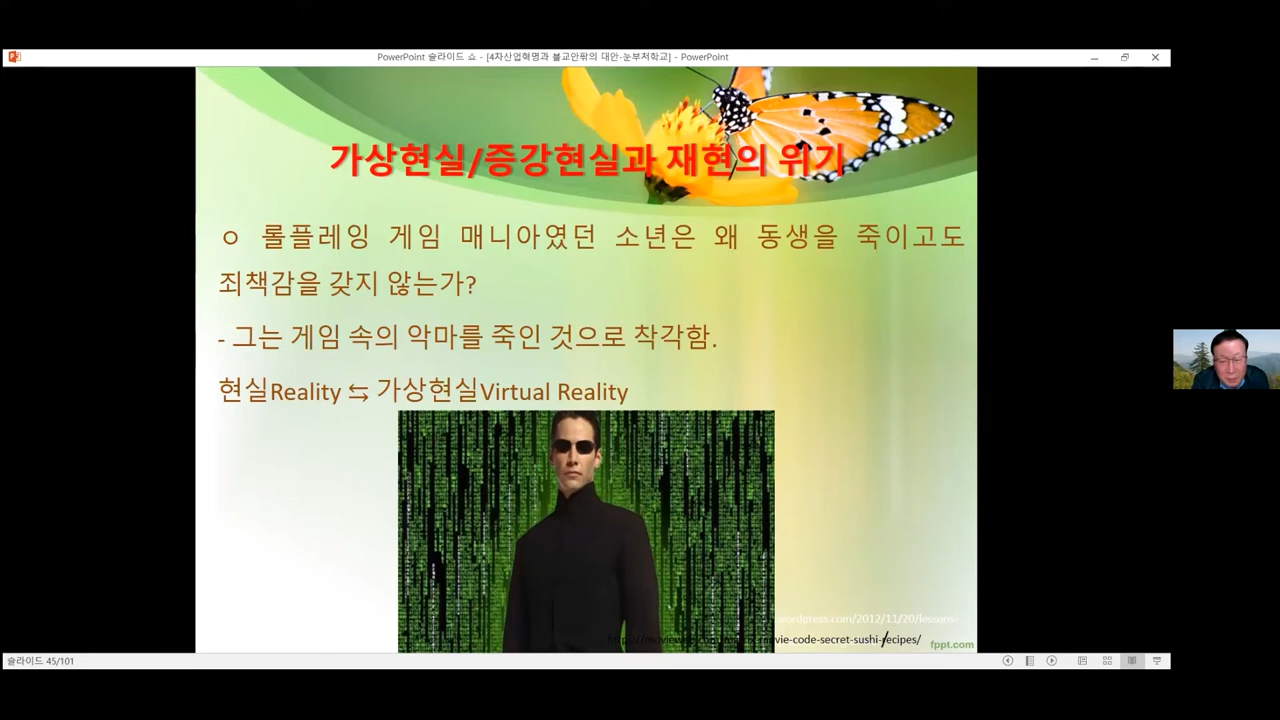 PowerPoint 슬라이드 쇼 - [4차산업혁명과 불교안팎의 대안-눈부처학교] - PowerPoint
가상현실/증강현실과 재현의 위기
ㅇ 롤플레잉 게임 매니아였던 소년은 왜 동생을 죽이고도
죄책감을 갖지 않는가?
- 그는 게임 속의 악마를 죽인 것으로 착각함.
현실Reality ⇆ 가상현실Virtual Reality
wordpress.com/2012/11/20/lessons-
vie-code-secret-sushi-recipes/
fppt.com
슬라이드 45/101